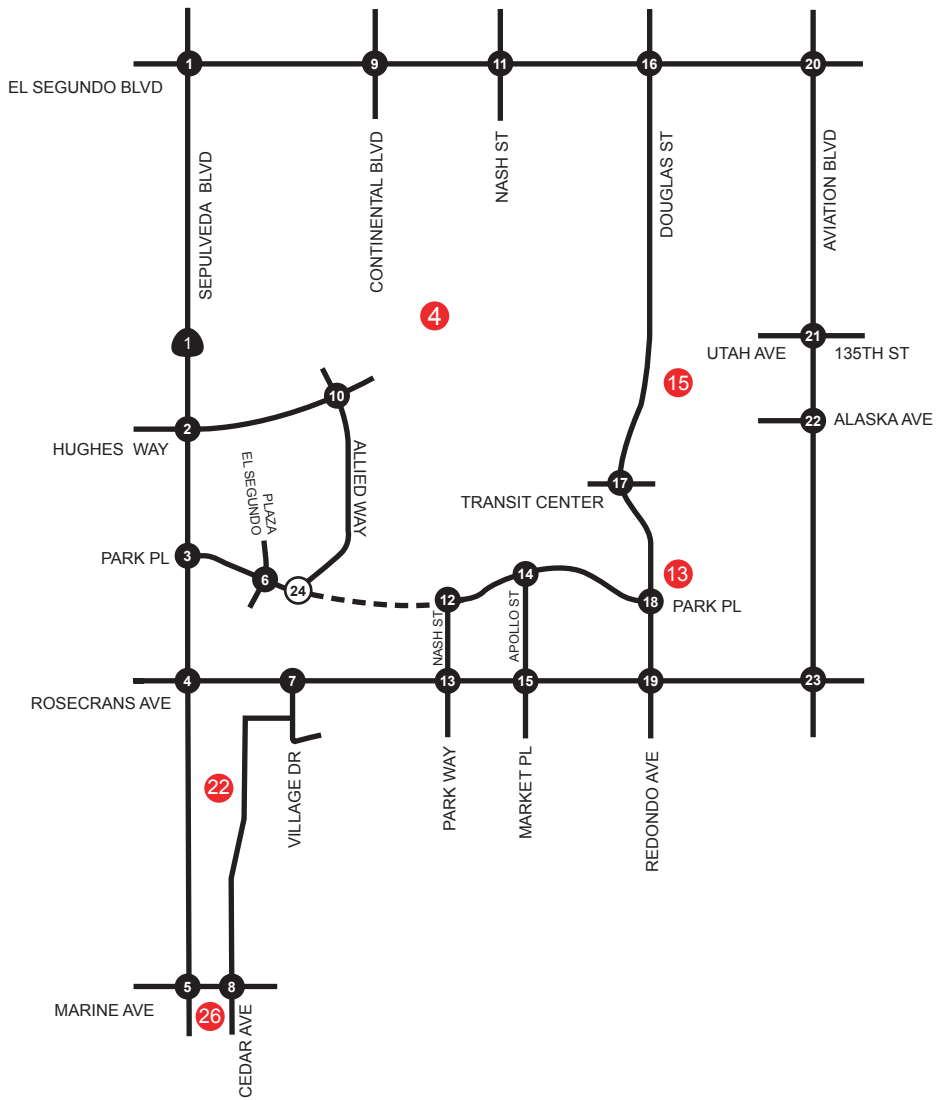 1
9
11
16
20
EL SEGUNDO BLVD
SEPULVEDA BLVD
CONTINENTAL BLVD
NASH ST
DOUGLAS ST
AVIATION BLVD
4
1
21
UTAH AVE
135TH ST
15
10
2
22
ALASKA AVE
HUGHES WAY
ALLIED WAY
EL SEGUNDO
PLAZA
17
TRANSIT CENTER
PARK PL
3
6
24
12
14
13
18
PARK PL
NASH ST
APOLLO ST
4
7
13
15
19
23
ROSECRANS AVE
22
VILLAGE DR
PARK WAY
MARKET PL
REDONDO AVE
5
8
MARINE AVE
26
CEDAR AVE